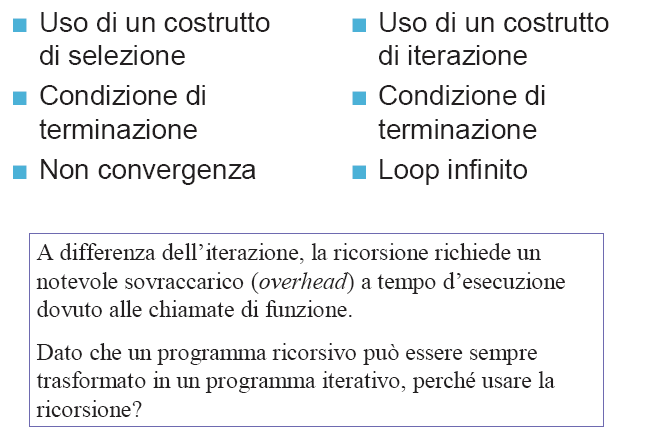 Uso di un costrutto
di selezione
Condizione di
terminazione
Non convergenza
Uso di un costrutto
di iterazione
Condizione di
terminazione
Loop infinito
A differenza dell’iterazione, la ricorsione richiede un
notevole sovraccarico (overhead) a tempo d’esecuzione
dovuto alle chiamate di funzione.
Dato che un programma ricorsivo può essere sempre
trasformato in un programma iterativo, perché usare la
ricorsione?